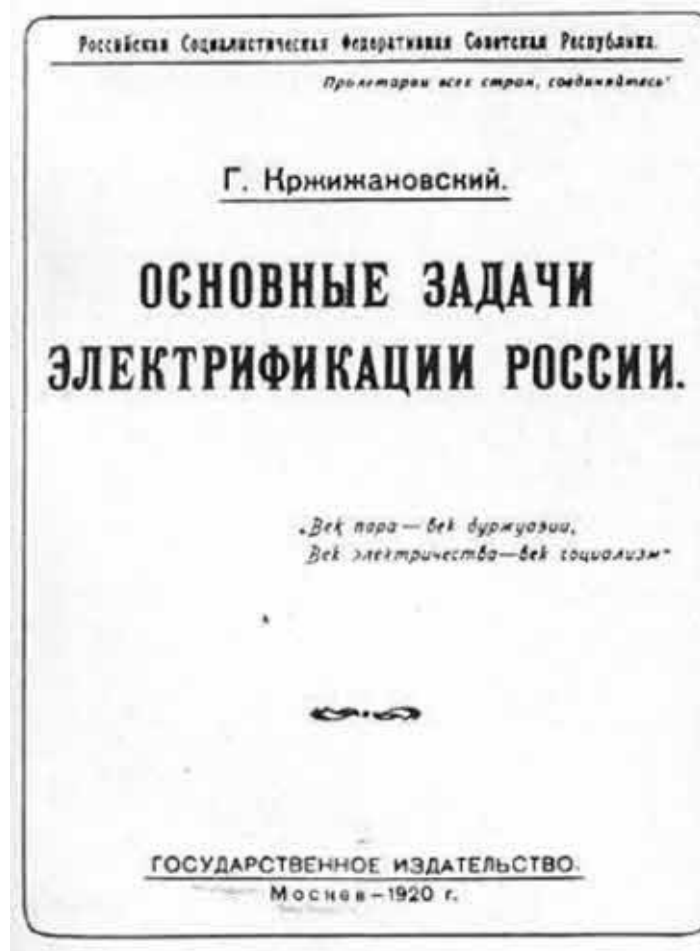 Российская Социалистическая Федеративная Советская Республика.
Пролетарии всех стран, соединяйтесь"
Г. Кржижановский.
ОСНОВНЫЕ ЗАДАЧИ
ЭЛЕКТРИФИКАЦИИ РОССИИ.
„Век пара — век буржуазии,
Век электричества — век социализм"
ГОСУДАРСТВЕННОЕ ИЗДАТЕЛЬСТВО.
Москва – 1920 г.